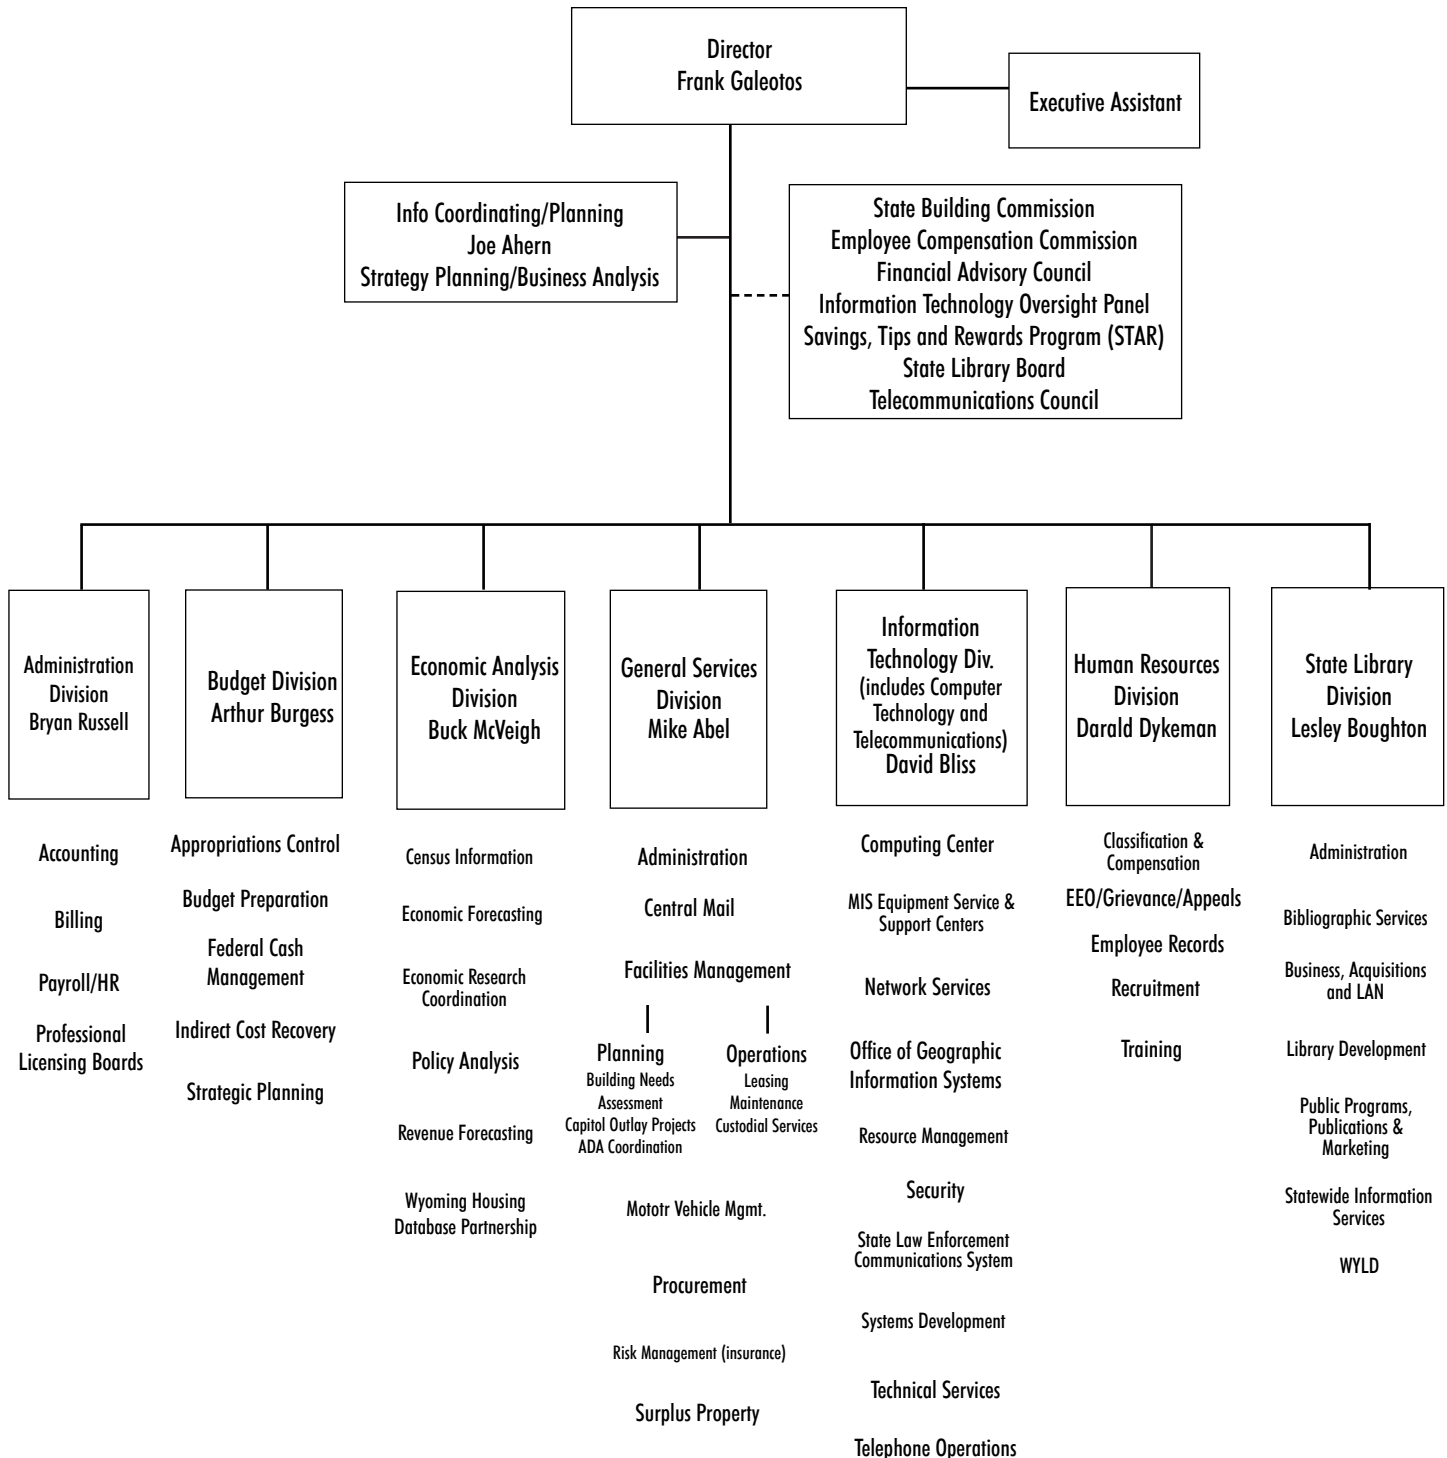 Director
Frank Galeotos
Executive Assistant
Info Coordinating/Planning
Joe Ahern
Strategy Planning/Business Analysis
State Building Commission
Employee Compensation Commission
Financial Advisory Council
Information Technology Oversight Panel
Savings, Tips and Rewards Program (STAR)
State Library Board
Telecommunications Council
Administration
Division
Bryan Russell
Accounting
Billing
Payroll/HR
Professional
Licensing Boards
Budget Division
Arthur Burgess
Appropriations Control
Budget Preparation
Federal Cash
Management
Indirect Cost Recovery
Strategic Planning
Economic Analysis
Division
Buck McVeigh
Census Information
Economic Forecasting
Economic Research
Coordination
Policy Analysis
Revenue Forecasting
Wyoming Housing
Database Partnership
General Services
Division
Mike Abel
Administration
Central Mail
Facilities Management
Planning
Building Needs
Assessment
Capitol Outlay Projects
ADA Coordination
Operations
Leasing
Maintenance
Custodial Services
Mototr Vehicle Mgmt.
Procurement
Risk Management (insurance)
Surplus Property
Information
Technology Div.
(includes Computer
Technology and
Telecommunications)
David Bliss
Computing Center
MIS Equipment Service &
Support Centers
Network Services
Office of Geographic
Information Systems
Resource Management
Security
State Law Enforcement
Communications System
Systems Development
Technical Services
Telephone Operations
Human Resources
Division
Darald Dykeman
Classification &
Compensation
EEO/Grievance/Appeals
Employee Records
Recruitment
Training
State Library
Division
Lesley Boughton
Administration
Bibliographic Services
Business, Acquisitions
and LAN
Library Development
Public Programs,
Publications &
Marketing
Statewide Information
Services
WYLD